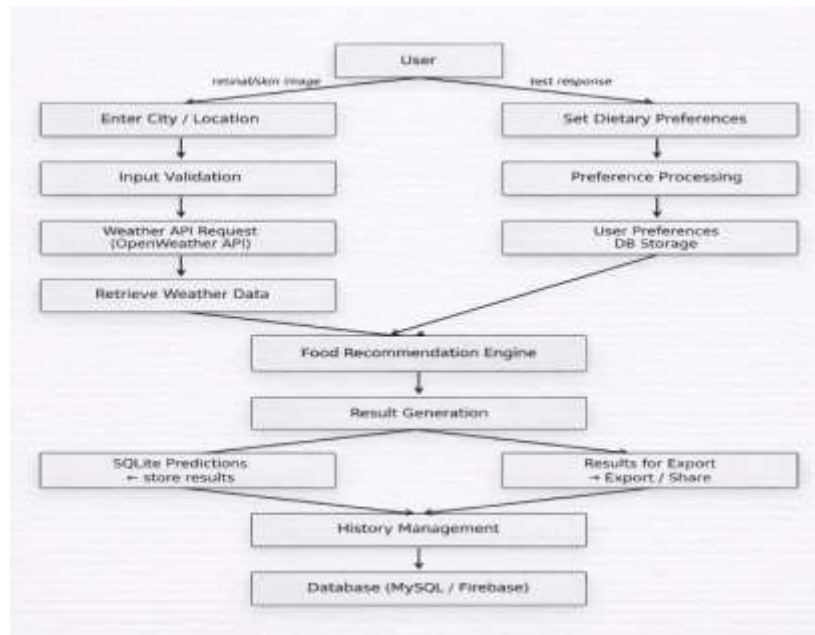 User
retinal/skin image
test response
Enter City / Location
Set Dietary Preferences
Input Validation
Preference Processing
Weather API Request
(OpenWeather API)
User Preferences
DB Storage
Retrieve Weather Data
Food Recommendation Engine
Result Generation
SQLite Predictions
← store results
Results for Export
→ Export / Share
History Management
Database (MySQL / Firebase)